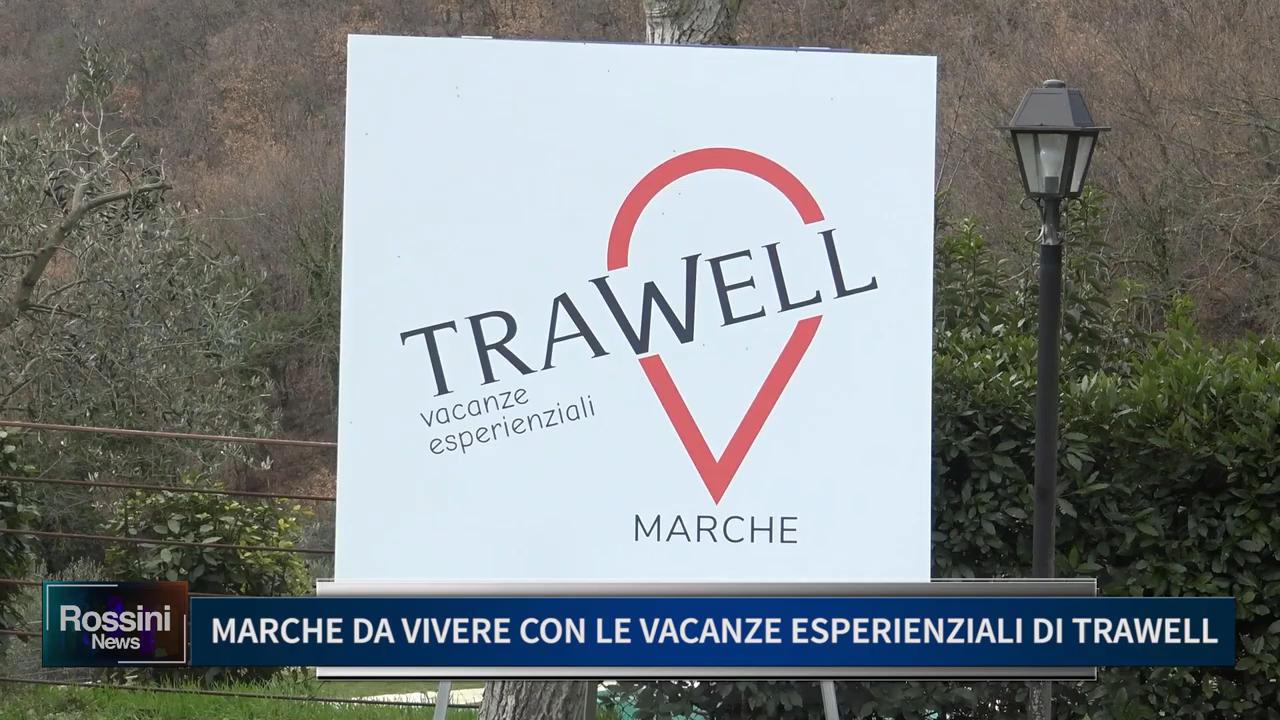 TRAWELL
vacanze
esperienziali
MARCHE
Rossini
News
MARCHE DA VIVERE CON LE VACANZE ESPERIENZIALI DI TRAWELL